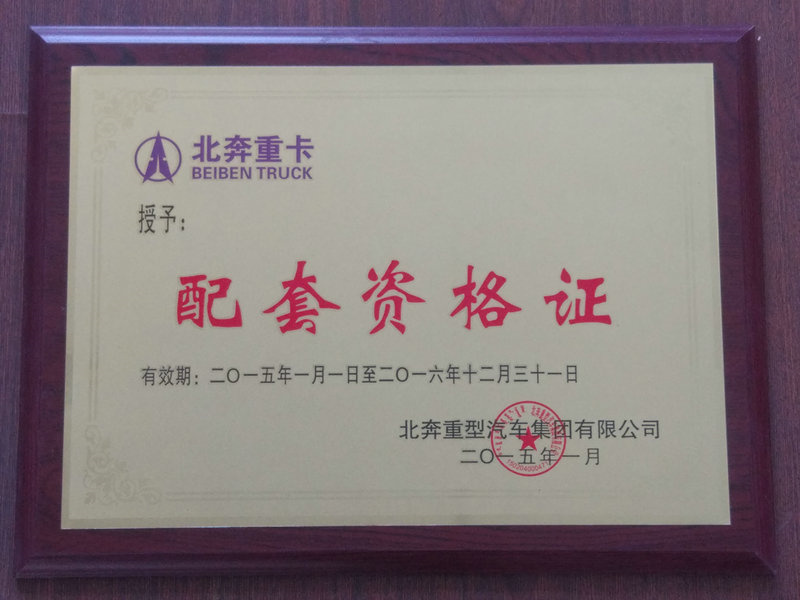 北奔重卡
BEIBEN TRUCK
授予：
配套资格证
有效期：二〇一五年一月一日至二〇一六年十二月三十一日
北奔重型汽车集团有限公司
二〇一五年一月